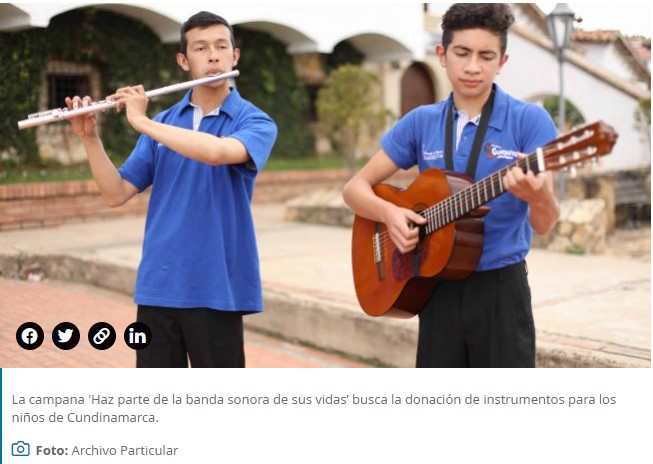 in
La campana 'Haz parte de la banda sonora de sus vidas' busca la donación de instrumentos para los
niños de Cundinamarca.
Foto: Archivo Particular